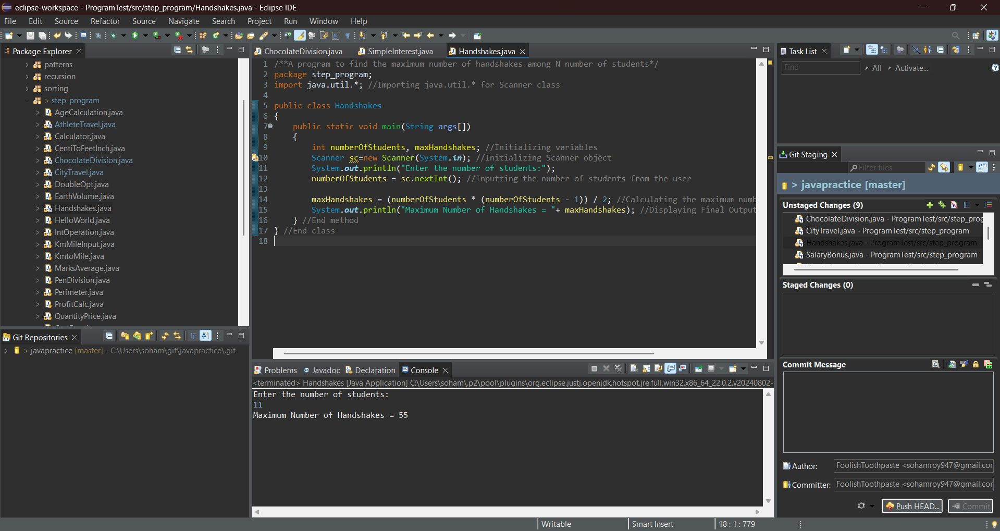 eclipse-workspace - ProgramTest/src/step_program/Handshakes.java - Eclipse IDE
File Edit Source Refactor Source Navigate Search Project Run Window Help
Package Explorer
patterns
recursion
sorting
> step_program
AgeCalculation.java
AthleteTravel.java
Calculator.java
CentiToFeetInch.java
ChocolateDivision.java
CityTravel.java
DoubleOpt.java
EarthVolume.java
Handshakes.java
HelloWorld.java
IntOperation.java
KmMileInput.java
KmtoMile.java
MarksAverage.java
PenDivision.java
Perimeter.java
ProfitCalc.java
QuantityPrice.java
Git Repositories
> javapractice [master] - C:\Users\soham\git\javapractice\.git
ChocolateDivision.java SimpleInterest.java Handshakes.java
1 /**A program to find the maximum number of handshakes among N number of students*/
2 package step_program;
3 import java.util.*; //Importing java.util.* for Scanner class
4
5 public class Handshakes
6 {
7 public static void main(String args[])
8 {
9 int numberOfStudents, maxHandshakes; //Initializing variables
10 Scanner sc=new Scanner(System.in); //Initializing Scanner object
11 System.out.println("Enter the number of students:");
12 numberOfStudents = sc.nextInt(); //Inputting the number of students from the user
13
14 maxHandshakes = (numberOfStudents * (numberOfStudents - 1)) / 2; //Calculating the maximum numb
15 System.out.println("Maximum Number of Handshakes = "+ maxHandshakes); //Displaying Final Output
16 } //End method
17 } //End class
18
Problems Javadoc Declaration Console
<terminated> Handshakes [Java Application] C:\Users\soham\.p2\pool\plugins\org.eclipse.justj.openjdk.hotspot.jre.full.win32.x86_64_22.0.2.v20240802-
Enter the number of students:
11
Maximum Number of Handshakes = 55
Task List
Find All Activate...
Git Staging
Filter files
> javapractice [master]
Unstaged Changes (9)
ChocolateDivision.java - ProgramTest/src/step_prog
CityTravel.java - ProgramTest/src/step_program
Handshakes.java - ProgramTest/src/step_program
SalaryBonus.java - ProgramTest/src/step_program
Staged Changes (0)
Commit Message
Author: FoolishToothpaste <sohamroy947@gmail.cor
Committer: FoolishToothpaste <sohamroy947@gmail.cor
Push HEAD... Commit
Writable Smart Insert 18 : 1 : 779